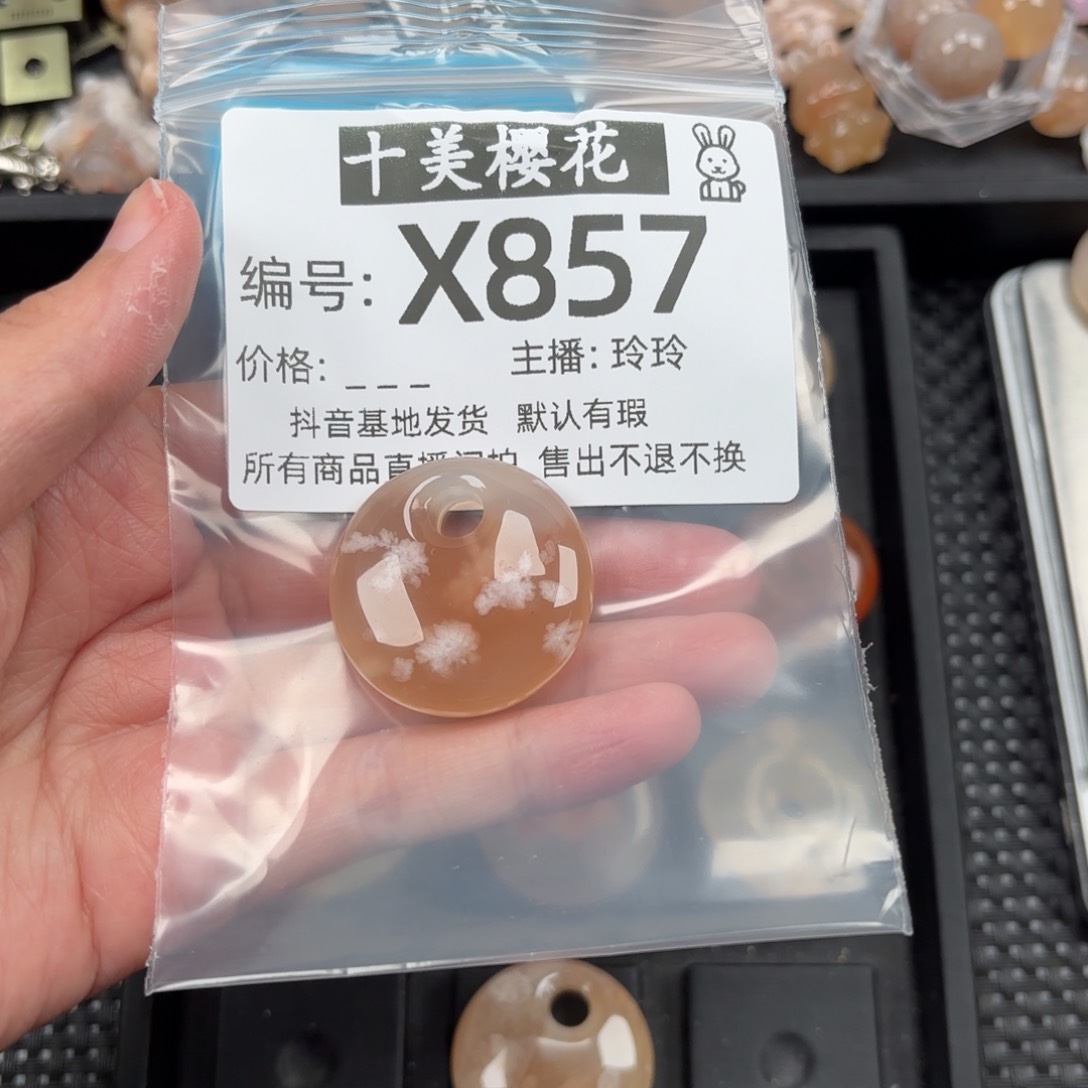 十美樱花
编号: X857
价格: _ _ _ 主播: 玲玲
抖音基地发货 默认有瑕
所有商品直播间拍 售出不退不换